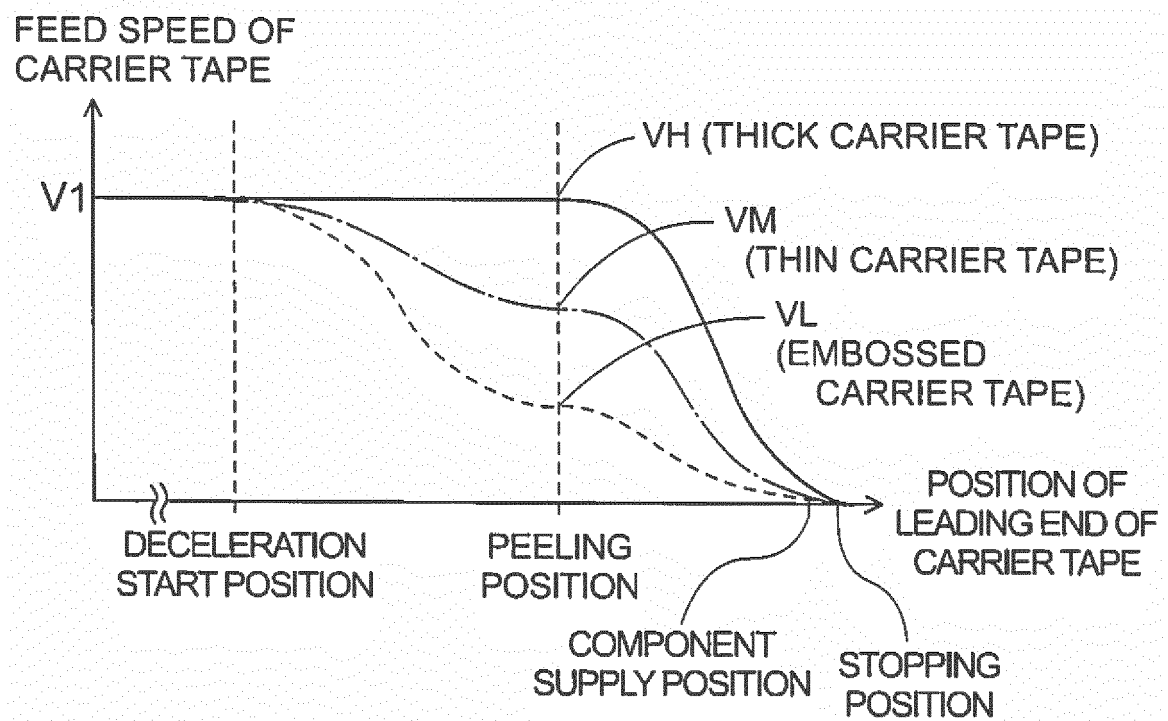 FEED SPEED OF
CARRIER TAPE
VH (THICK CARRIER TAPE)
V1
VM
(THIN CARRIER TAPE)
VL
(EMBOSSED
CARRIER TAPE)
POSITION OF
LEADING END OF
CARRIER TAPE
DECELERATION
START POSITION
PEELING
POSITION
COMPONENT
SUPPLY POSITION
STOPPING
POSITION